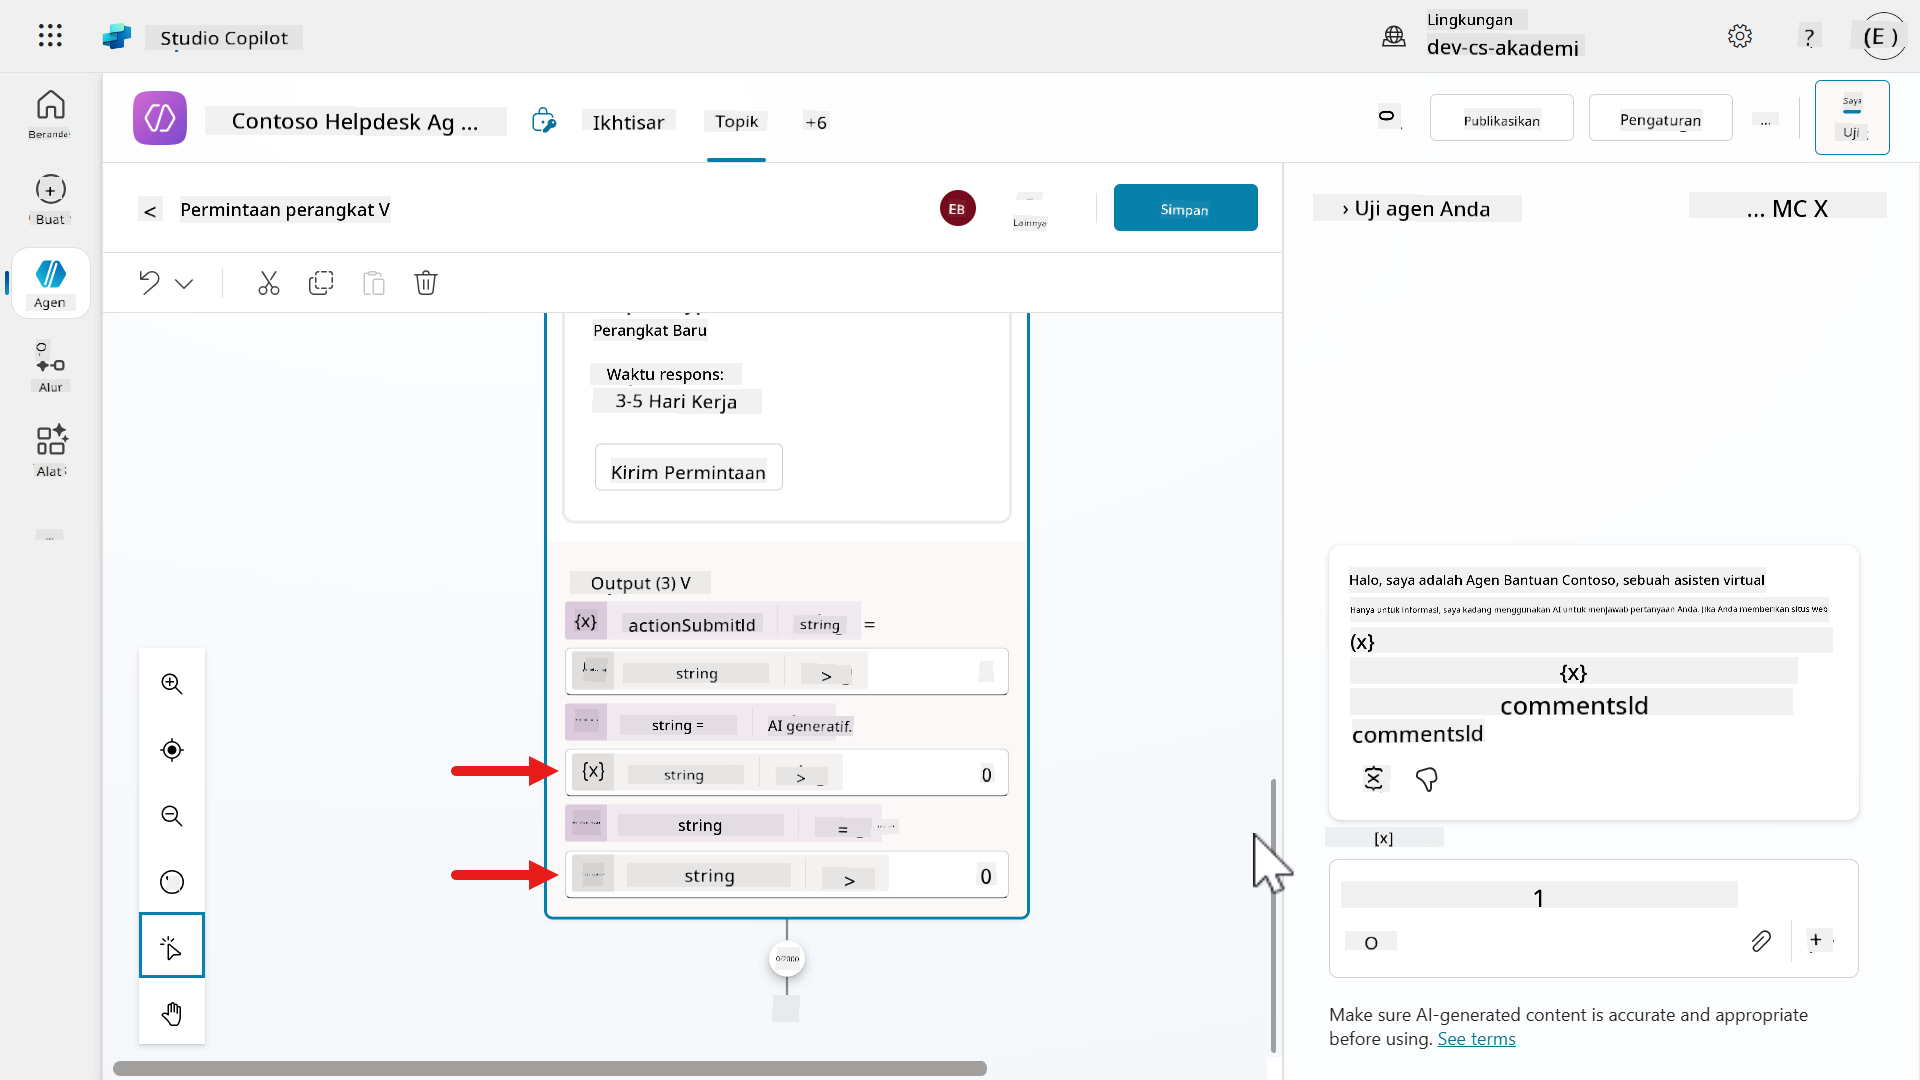 Studio Copilot
Lingkungan
dev-cs-akademi
?
(E )
Beranda
Buat
Agen
Alur
Alat
Contoso Helpdesk Ag ...
Ikhtisar
Topik
+6
Publikasikan
Pengaturan
...
Saya
Uji
< Permintaan perangkat V
EB
Lainnya
Simpan
Perangkat Baru
Waktu respons:
3-5 Hari Kerja
Kirim Permintaan
Output (3) V
{x} actionSubmitId string =
string >
string = AI generatif.
{x} string > 0
string =
string > 0
0/2000
› Uji agen Anda
... MC X
Halo, saya adalah Agen Bantuan Contoso, sebuah asisten virtual
Hanya untuk informasi, saya kadang menggunakan AI untuk menjawab pertanyaan Anda. Jika Anda memberikan situs web
(x}
{x}
commentsId
commentsId
[x]
1
O
+
Make sure AI-generated content is accurate and appropriate
before using. See terms